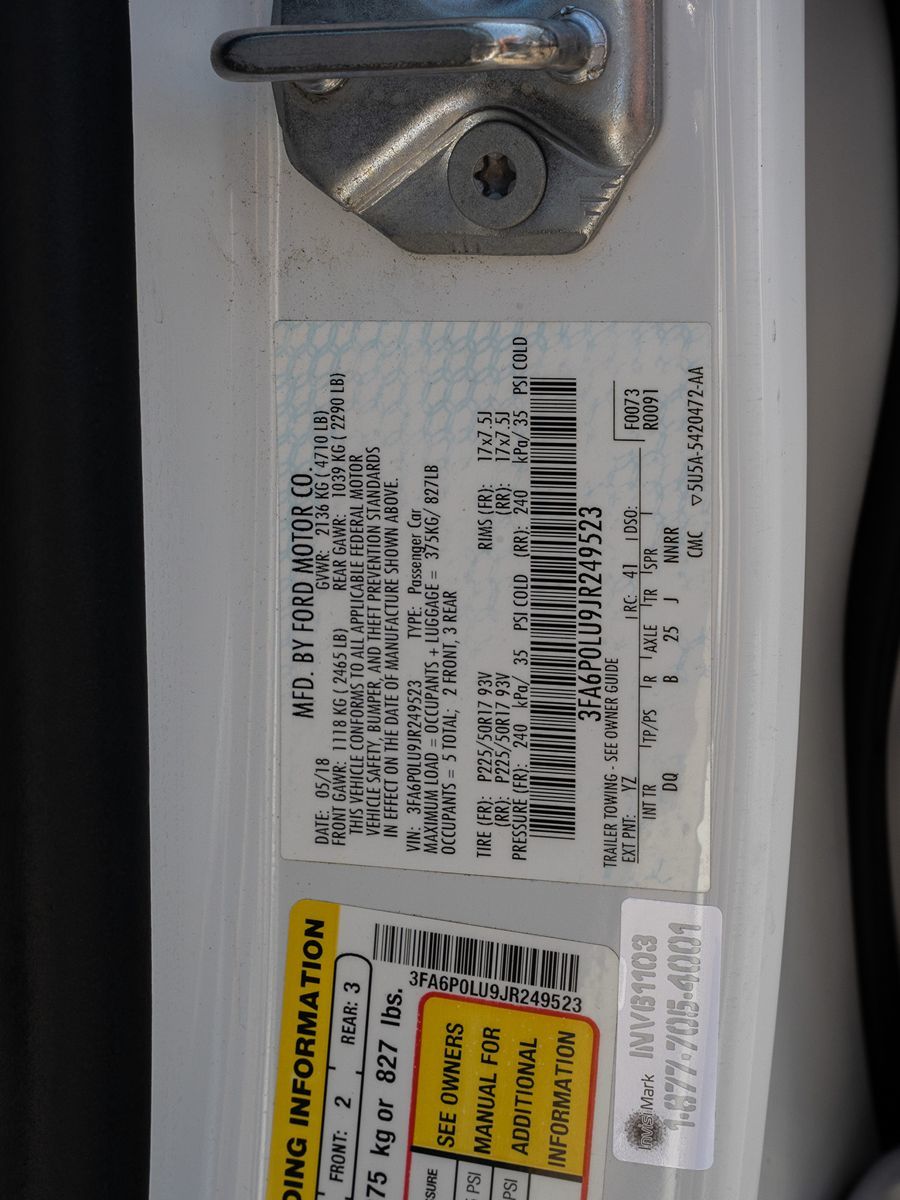 MFD. BY FORD MOTOR CO.
DATE: 05/18 GVWR: 2136 KG ( 4710 LB)
FRONT GAWR: 1118 KG ( 2465 LB) REAR GAWR: 1039 KG ( 2290 LB)
THIS VEHICLE CONFORMS TO ALL APPLICABLE FEDERAL MOTOR
VEHICLE SAFETY, BUMPER, AND THEFT PREVENTION STANDARDS
IN EFFECT ON THE DATE OF MANUFACTURE SHOWN ABOVE.
VIN: 3FA6P0LU9JR249523 TYPE: Passenger Car
MAXIMUM LOAD = OCCUPANTS + LUGGAGE = 375KG/ 827LB
OCCUPANTS = 5 TOTAL; 2 FRONT, 3 REAR
TIRE (FR): P225/50R17 93V RIMS (FR): 17x7.5J
(RR): P225/50R17 93V (RR): 17x7.5J
PRESSURE (FR): 240 kPa/ 35 PSI COLD (RR): 240 kPa/ 35 PSI COLD
3FA6P0LU9JR249523
TRAILER TOWING - SEE OWNER GUIDE
EXT PNT: YZ RC: 41 DSO: F0073
R0091
INT TR TP/PS R AXLE TR SPR
DQ B 25 J NNRR
CMC ▽5U5A-5420472-AA
DING INFORMATION
FRONT: 2 REAR: 3
75 kg or 827 lbs.
3FA6P0LU9JR249523
SEE OWNERS
MANUAL FOR
ADDITIONAL
INFORMATION
SSURE
PSI
PSI
InvisiMark INVB1103
1-877-705-4001